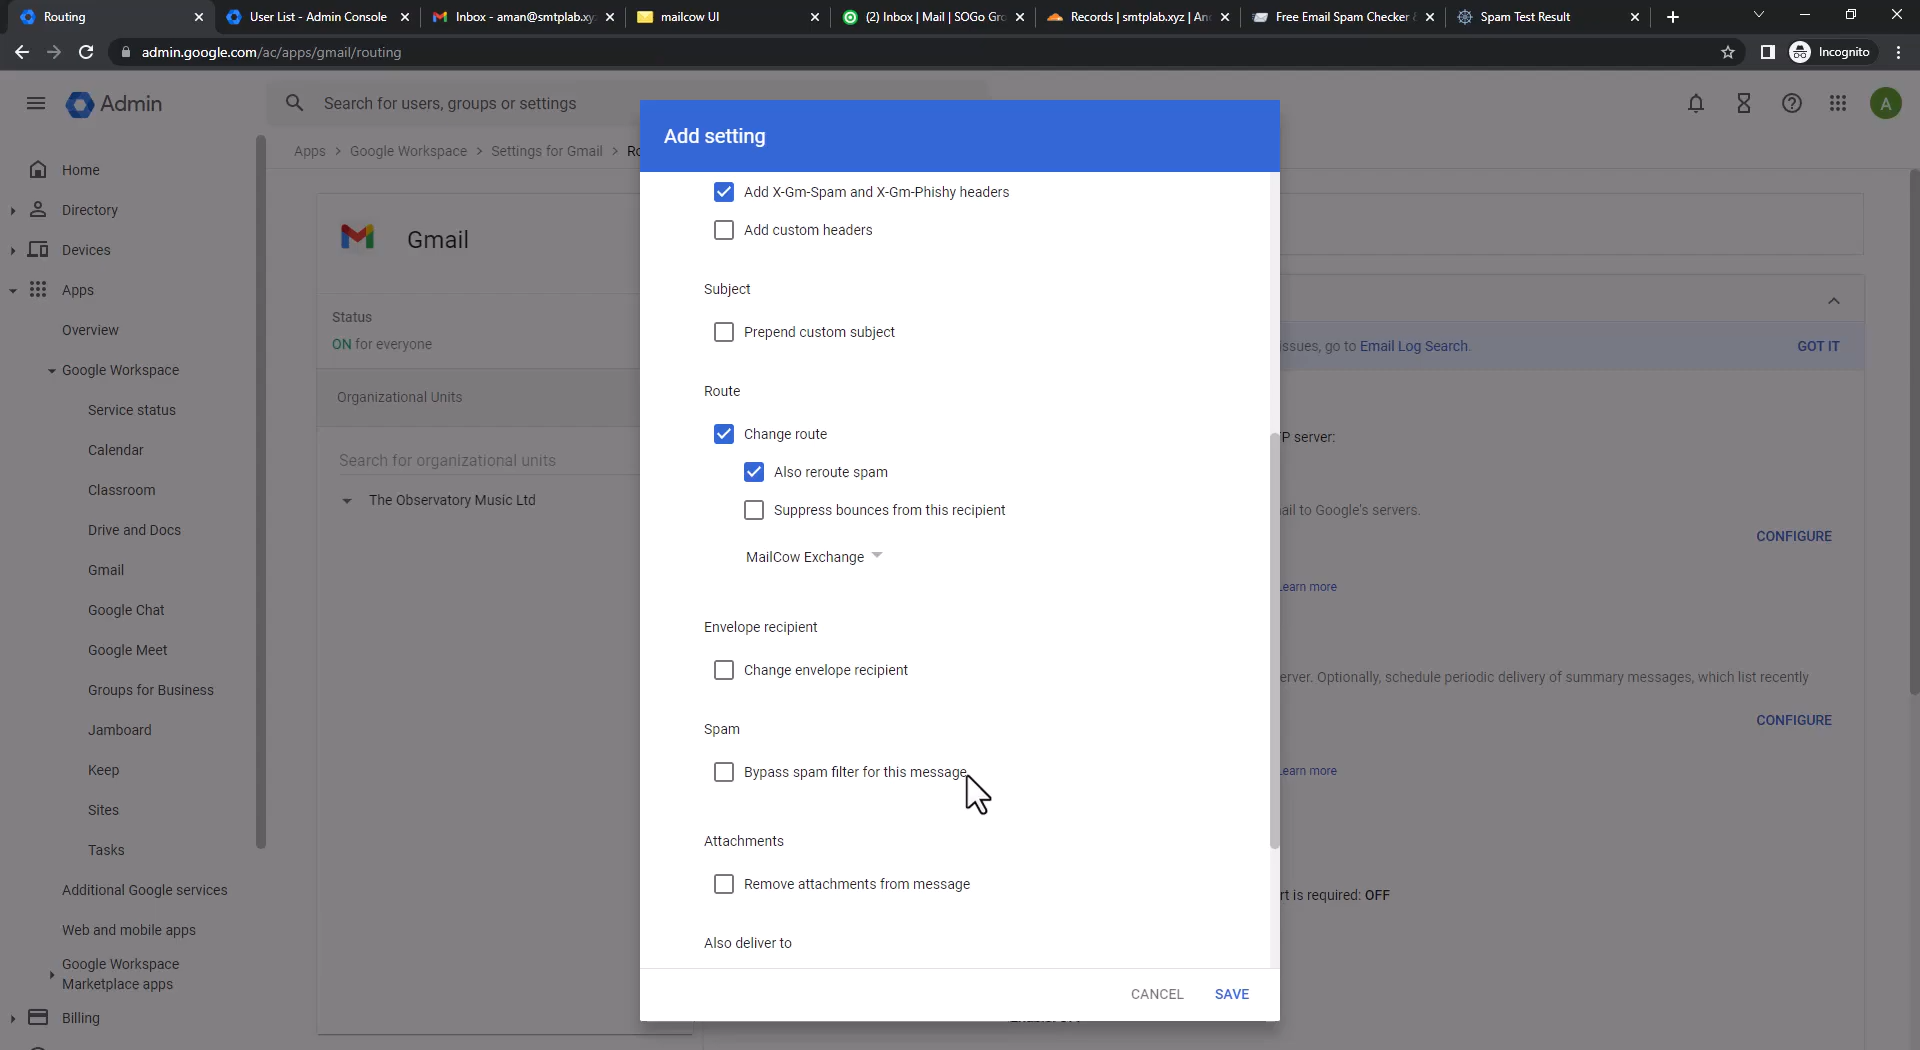 Routing
User List - Admin Console
Inbox - aman@smtplab.xy
mailcow UI
(2) Inbox | Mail | SOGo Gro
Records | smtplab.xyz | An
Free Email Spam Checker
Spam Test Result
admin.google.com/ac/apps/gmail/routing
Incognito
Admin
Search for users, groups or settings
A
Apps > Google Workspace > Settings for Gmail > Ro
Home
Directory
Devices
Apps
Overview
Google Workspace
Service status
Calendar
Classroom
Drive and Docs
Gmail
Google Chat
Google Meet
Groups for Business
Jamboard
Keep
Sites
Tasks
Additional Google services
Web and mobile apps
Google Workspace
Marketplace apps
Billing
Gmail
Status
ON for everyone
Organizational Units
Search for organizational units
The Observatory Music Ltd
Add setting
Add X-Gm-Spam and X-Gm-Phishy headers
Add custom headers
Subject
Prepend custom subject
Route
Change route
Also reroute spam
Suppress bounces from this recipient
MailCow Exchange
Envelope recipient
Change envelope recipient
Spam
Bypass spam filter for this message
Attachments
Remove attachments from message
Also deliver to
CANCEL
SAVE
ssues, go to Email Log Search.
GOT IT
P server:
ail to Google's servers.
CONFIGURE
Learn more
erver. Optionally, schedule periodic delivery of summary messages, which list recently
CONFIGURE
Learn more
rt is required: OFF